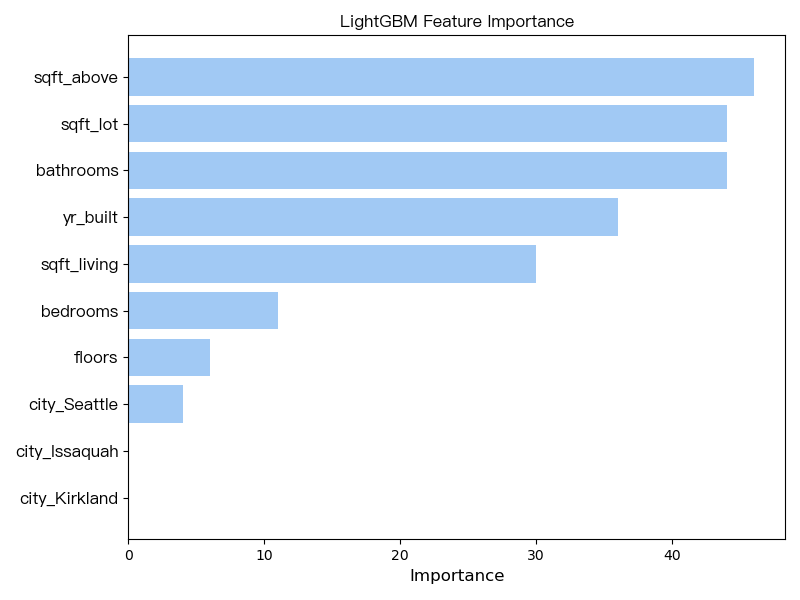 LightGBM Feature Importance
sqft_above
sqft_lot
bathrooms
yr_built
sqft_living
bedrooms
floors
city_Seattle
city_Issaquah
city_Kirkland
0 10 20 30 40
Importance